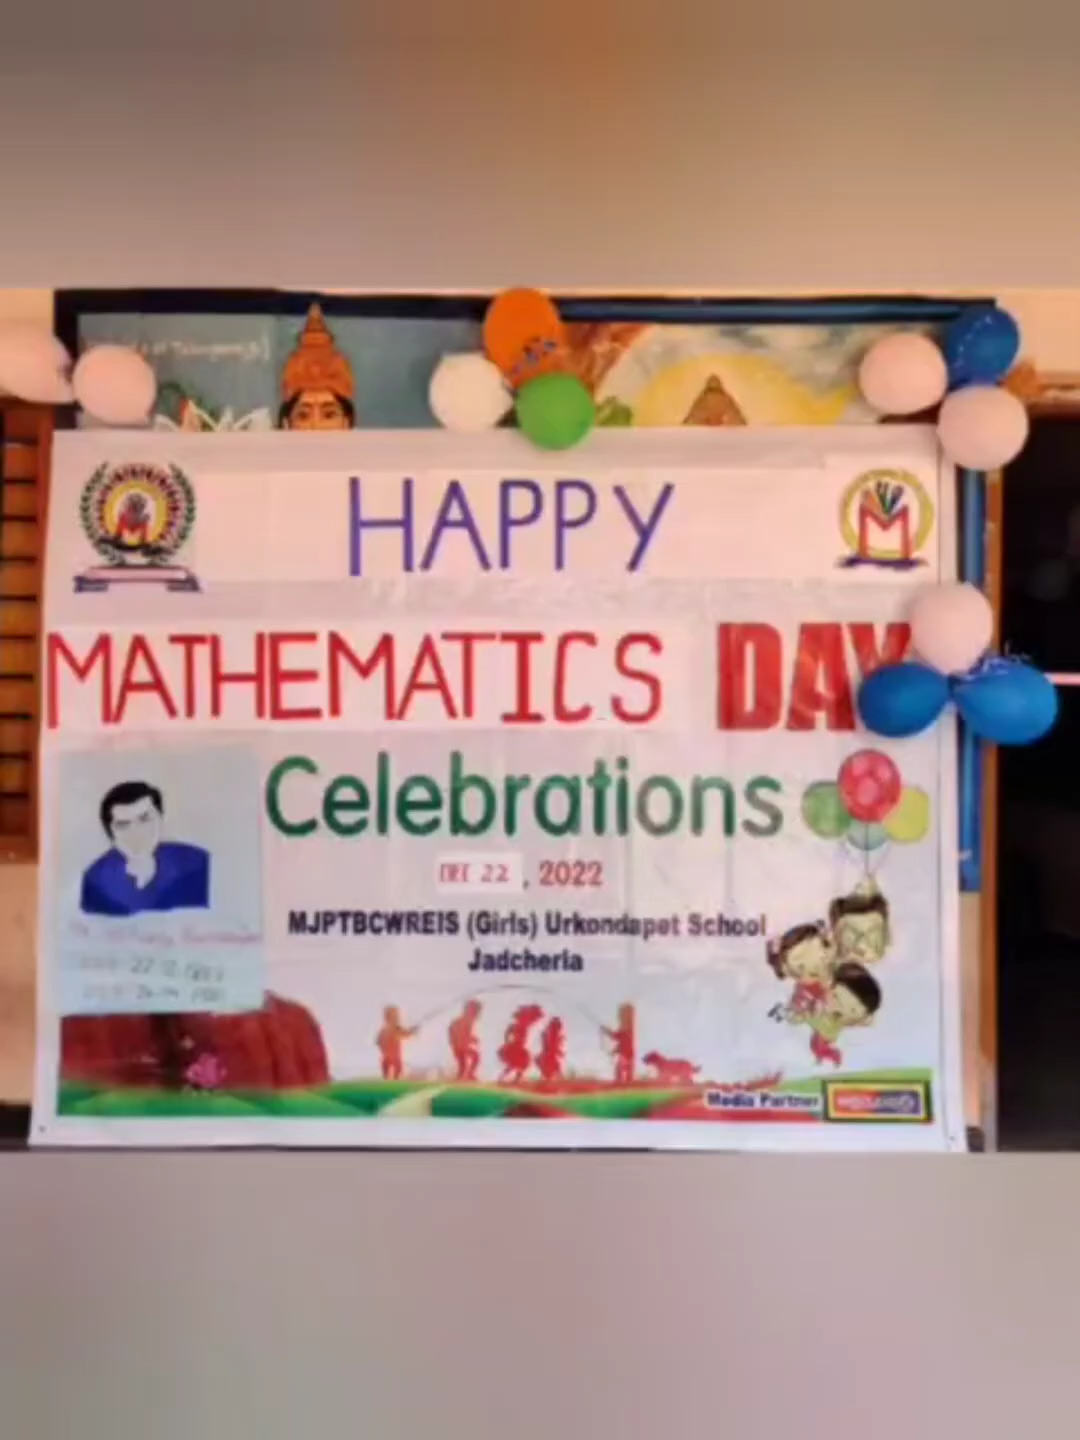 HAPPY
MATHEMATICS DAY
Celebrations
DEC 22, 2022
MJPTBCWREIS (Girls) Urkondapet School
Jadcherla
Media Partner